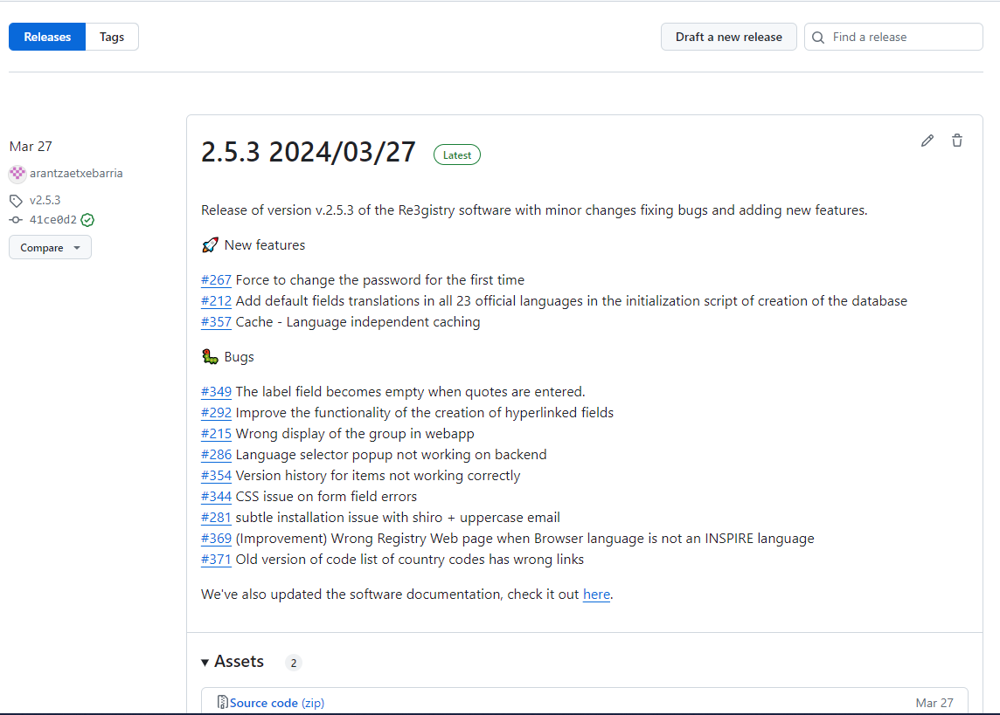 Releases
Tags
Draft a new release
Find a release
Mar 27
arantzaetxebarria
v2.5.3
41ce0d2
Compare
2.5.3 2024/03/27
Latest
Release of version v.2.5.3 of the Re3gistry software with minor changes fixing bugs and adding new features.
🚀 New features
#267 Force to change the password for the first time
#212 Add default fields translations in all 23 official languages in the initialization script of creation of the database
#357 Cache - Language independent caching
🐛 Bugs
#349 The label field becomes empty when quotes are entered.
#292 Improve the functionality of the creation of hyperlinked fields
#215 Wrong display of the group in webapp
#286 Language selector popup not working on backend
#354 Version history for items not working correctly
#344 CSS issue on form field errors
#281 subtle installation issue with shiro + uppercase email
#369 (Improvement) Wrong Registry Web page when Browser language is not an INSPIRE language
#371 Old version of code list of country codes has wrong links
We've also updated the software documentation, check it out here.
Assets 2
Source code (zip)
Mar 27